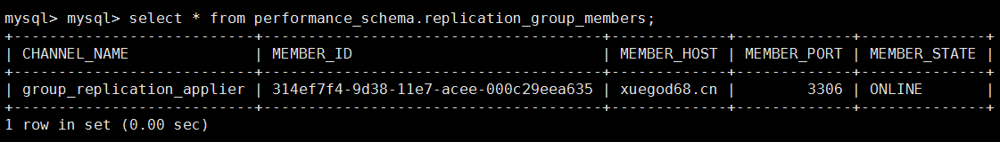 mysql> mysql> select * from performance_schema.replication_group_members;
+---------------------------+--------------------------------------+-------------+-------------+--------------+
| CHANNEL_NAME              | MEMBER_ID                            | MEMBER_HOST | MEMBER_PORT | MEMBER_STATE |
+---------------------------+--------------------------------------+-------------+-------------+--------------+
| group_replication_applier | 314ef7f4-9d38-11e7-acee-000c29eea635 | xuegod68.cn |        3306 | ONLINE       |
+---------------------------+--------------------------------------+-------------+-------------+--------------+
1 row in set (0.00 sec)